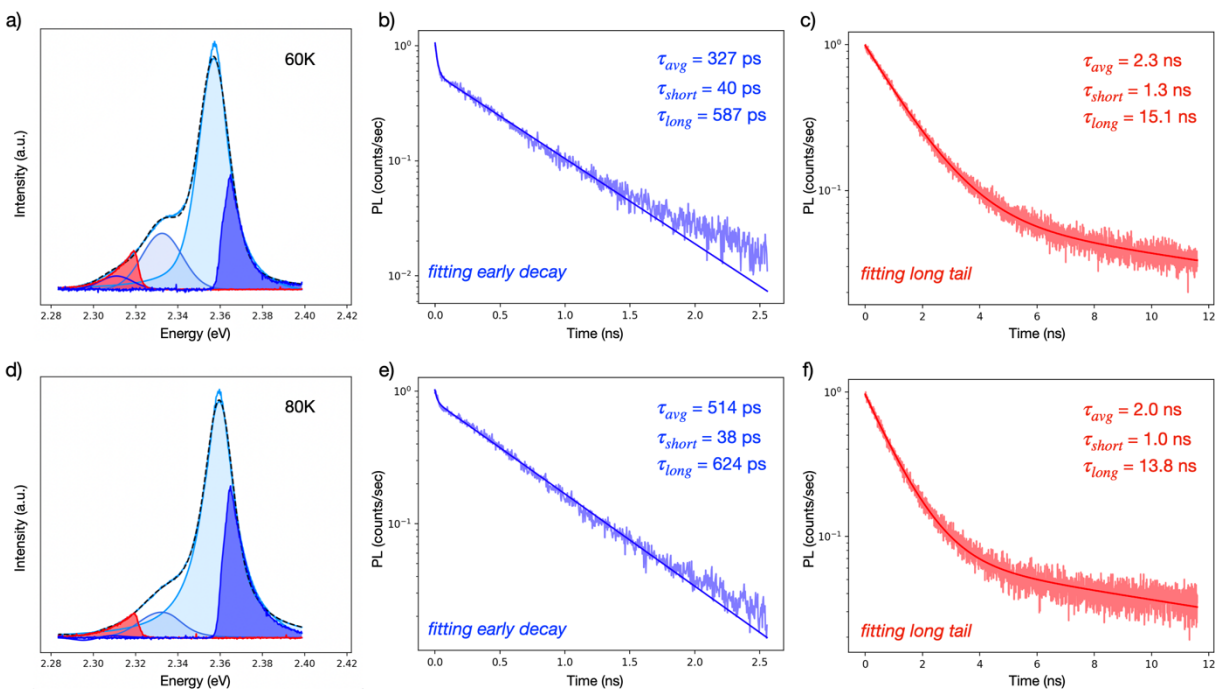 a)
60K
Intensity (a.u.)
2.28 2.30 2.32 2.34 2.36 2.38 2.40 2.42
Energy (eV)
b)
τavg = 327 ps
τshort = 40 ps
τlong = 587 ps
PL (counts/sec)
10⁰
10⁻¹
10⁻²
fitting early decay
0.0 0.5 1.0 1.5 2.0 2.5
Time (ns)
c)
τavg = 2.3 ns
τshort = 1.3 ns
τlong = 15.1 ns
PL (counts/sec)
10⁰
10⁻¹
fitting long tail
0 2 4 6 8 10 12
Time (ns)
d)
80K
Intensity (a.u.)
2.28 2.30 2.32 2.34 2.36 2.38 2.40 2.42
Energy (eV)
e)
τavg = 514 ps
τshort = 38 ps
τlong = 624 ps
PL (counts/sec)
10⁰
10⁻¹
fitting early decay
0.0 0.5 1.0 1.5 2.0 2.5
Time (ns)
f)
τavg = 2.0 ns
τshort = 1.0 ns
τlong = 13.8 ns
PL (counts/sec)
10⁰
10⁻¹
fitting long tail
0 2 4 6 8 10 12
Time (ns)